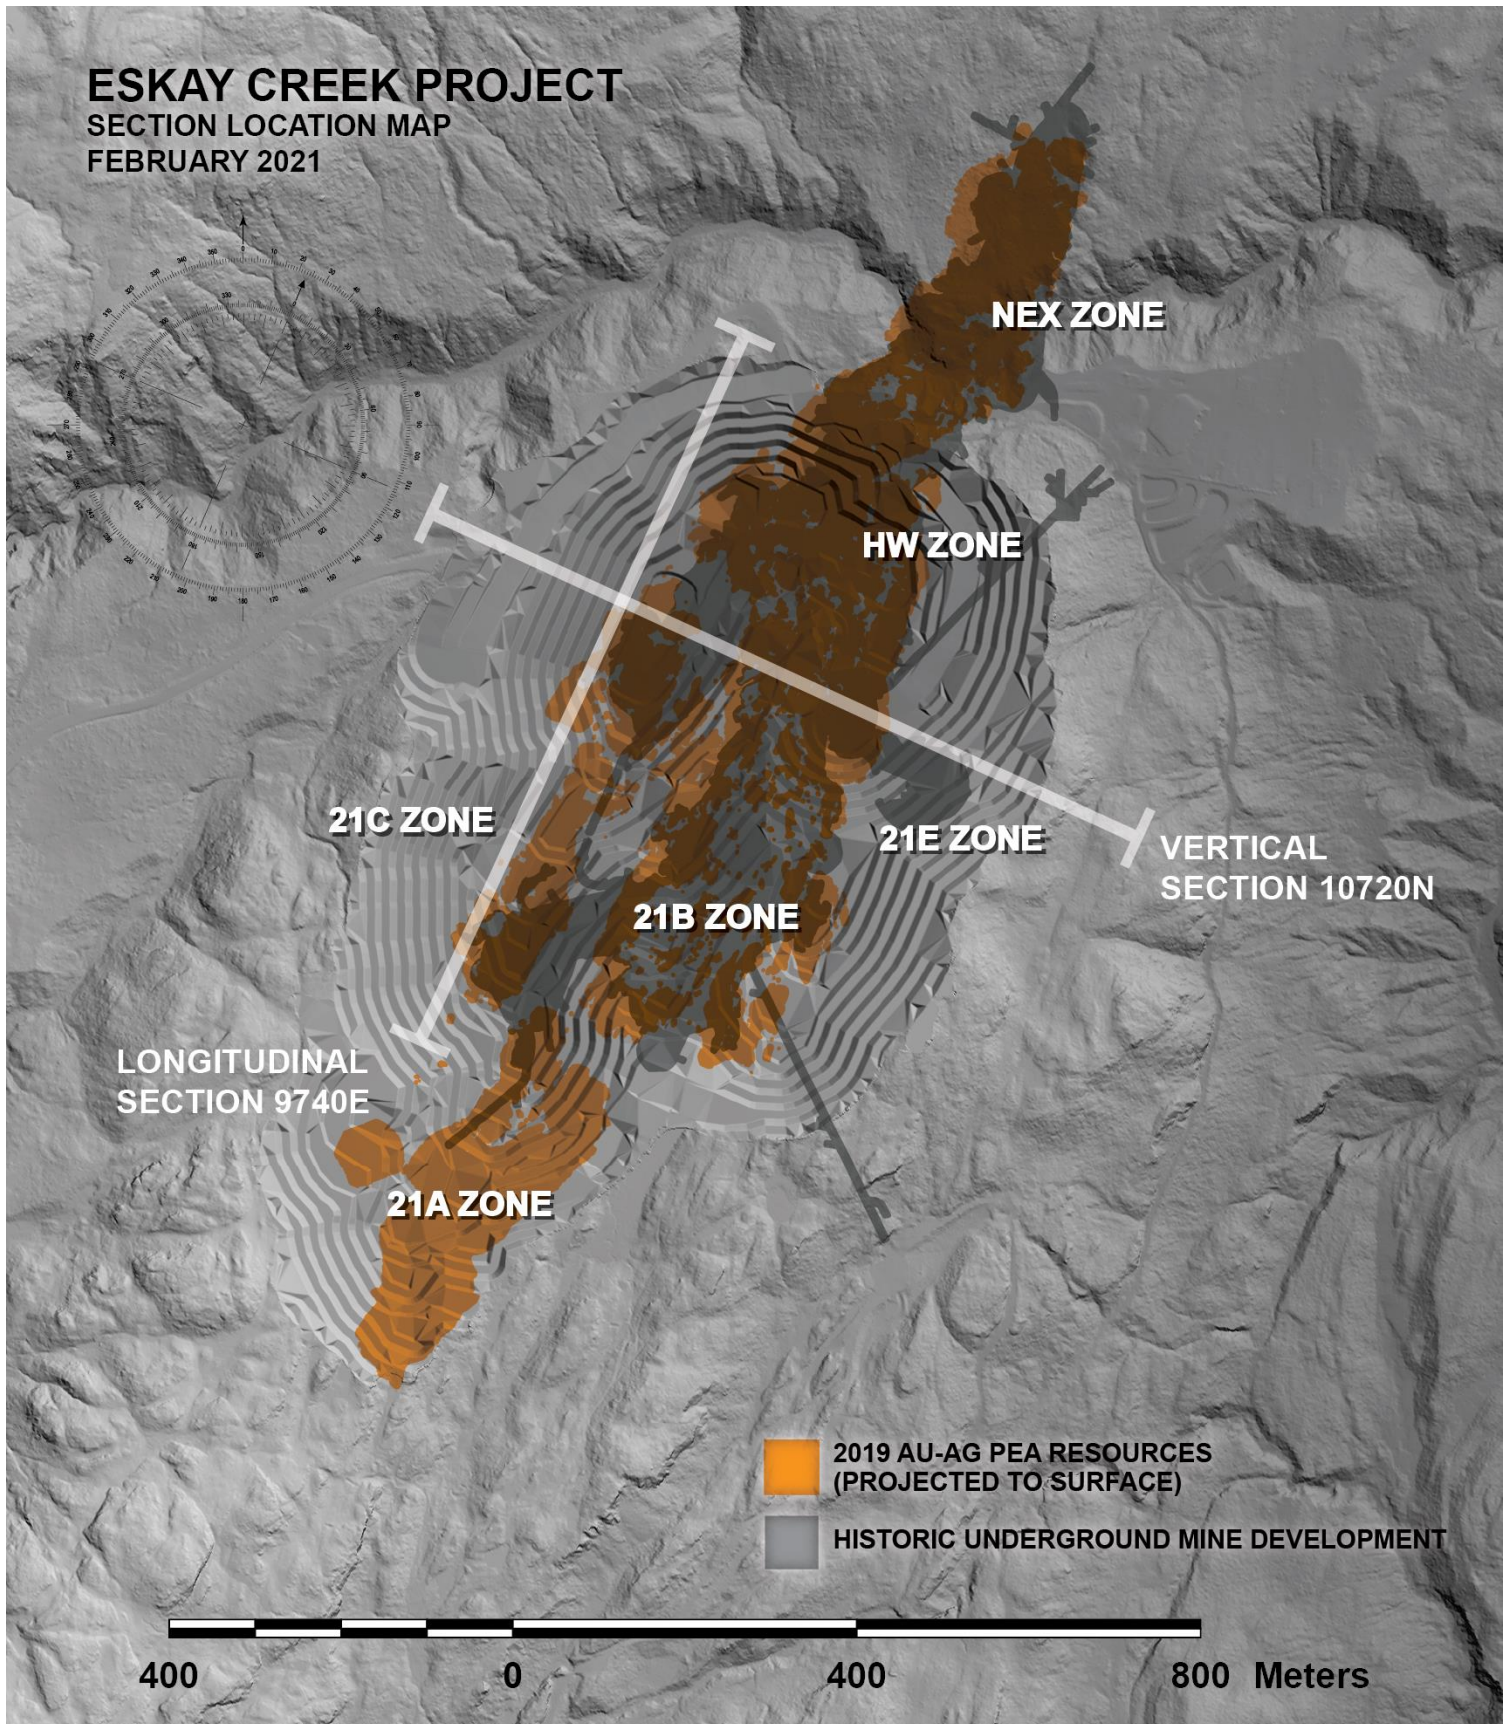 ESKAY CREEK PROJECT
SECTION LOCATION MAP
FEBRUARY 2021
NEX ZONE
HW ZONE
21C ZONE
21E ZONE
VERTICAL
SECTION 10720N
21B ZONE
LONGITUDINAL
SECTION 9740E
21A ZONE
2019 AU-AG PEA RESOURCES
(PROJECTED TO SURFACE)
HISTORIC UNDERGROUND MINE DEVELOPMENT
400 0 400 800 Meters